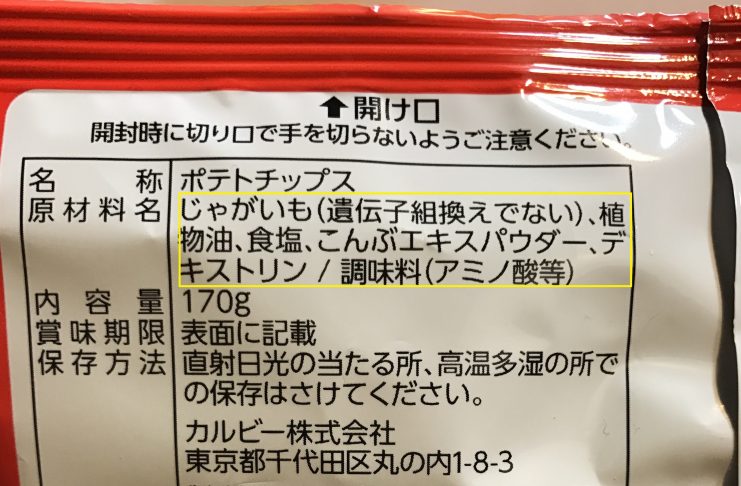 ⬆開け口
開封時に切り口で手を切らないようご注意ください。
名称 ポテトチップス
原材料名 じゃがいも(遺伝子組換えでない)、植
物油、食塩、こんぶエキスパウダー、デ
キストリン / 調味料(アミノ酸等)
内容量 170g
賞味期限 表面に記載
保存方法 直射日光の当たる所、高温多湿の所で
の保存はさけてください。
カルビー株式会社
東京都千代田区丸の内1-8-3